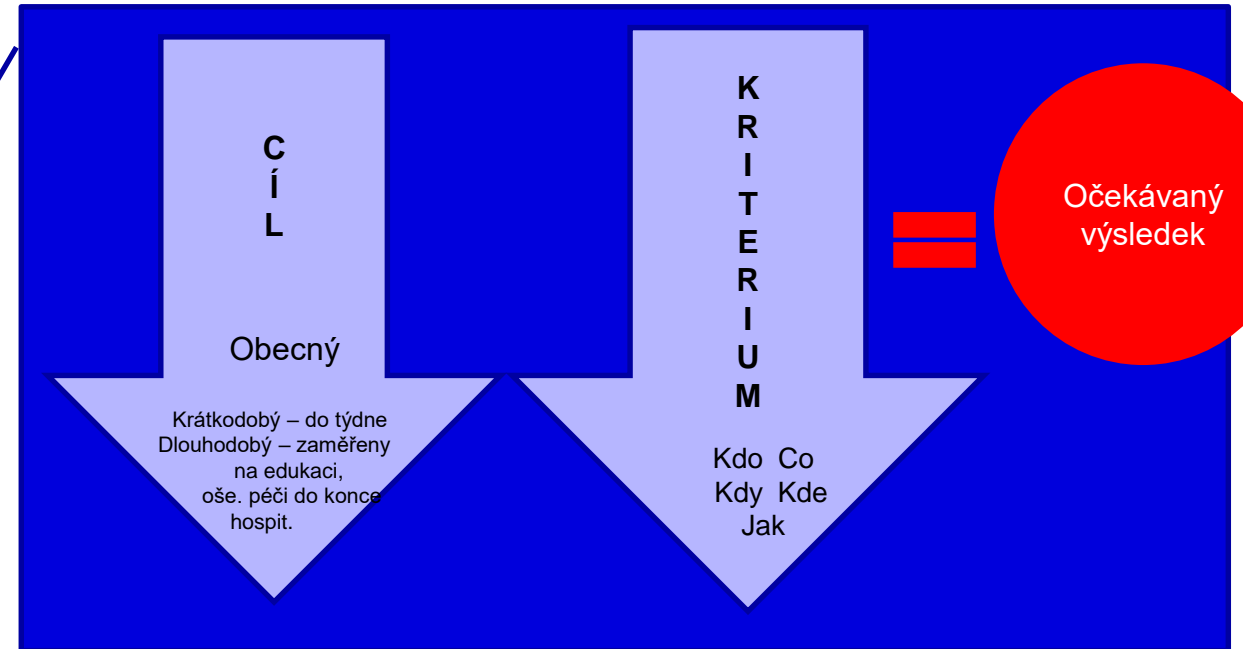 C
Í
L
Obecný
Krátkodobý – do týdne
Dlouhodobý – zaměřeny
na edukaci,
oše. péči do konce
hospit.
K
R
I
T
E
R
I
U
M
Kdo Co
Kdy Kde
Jak
Očekávaný
výsledek